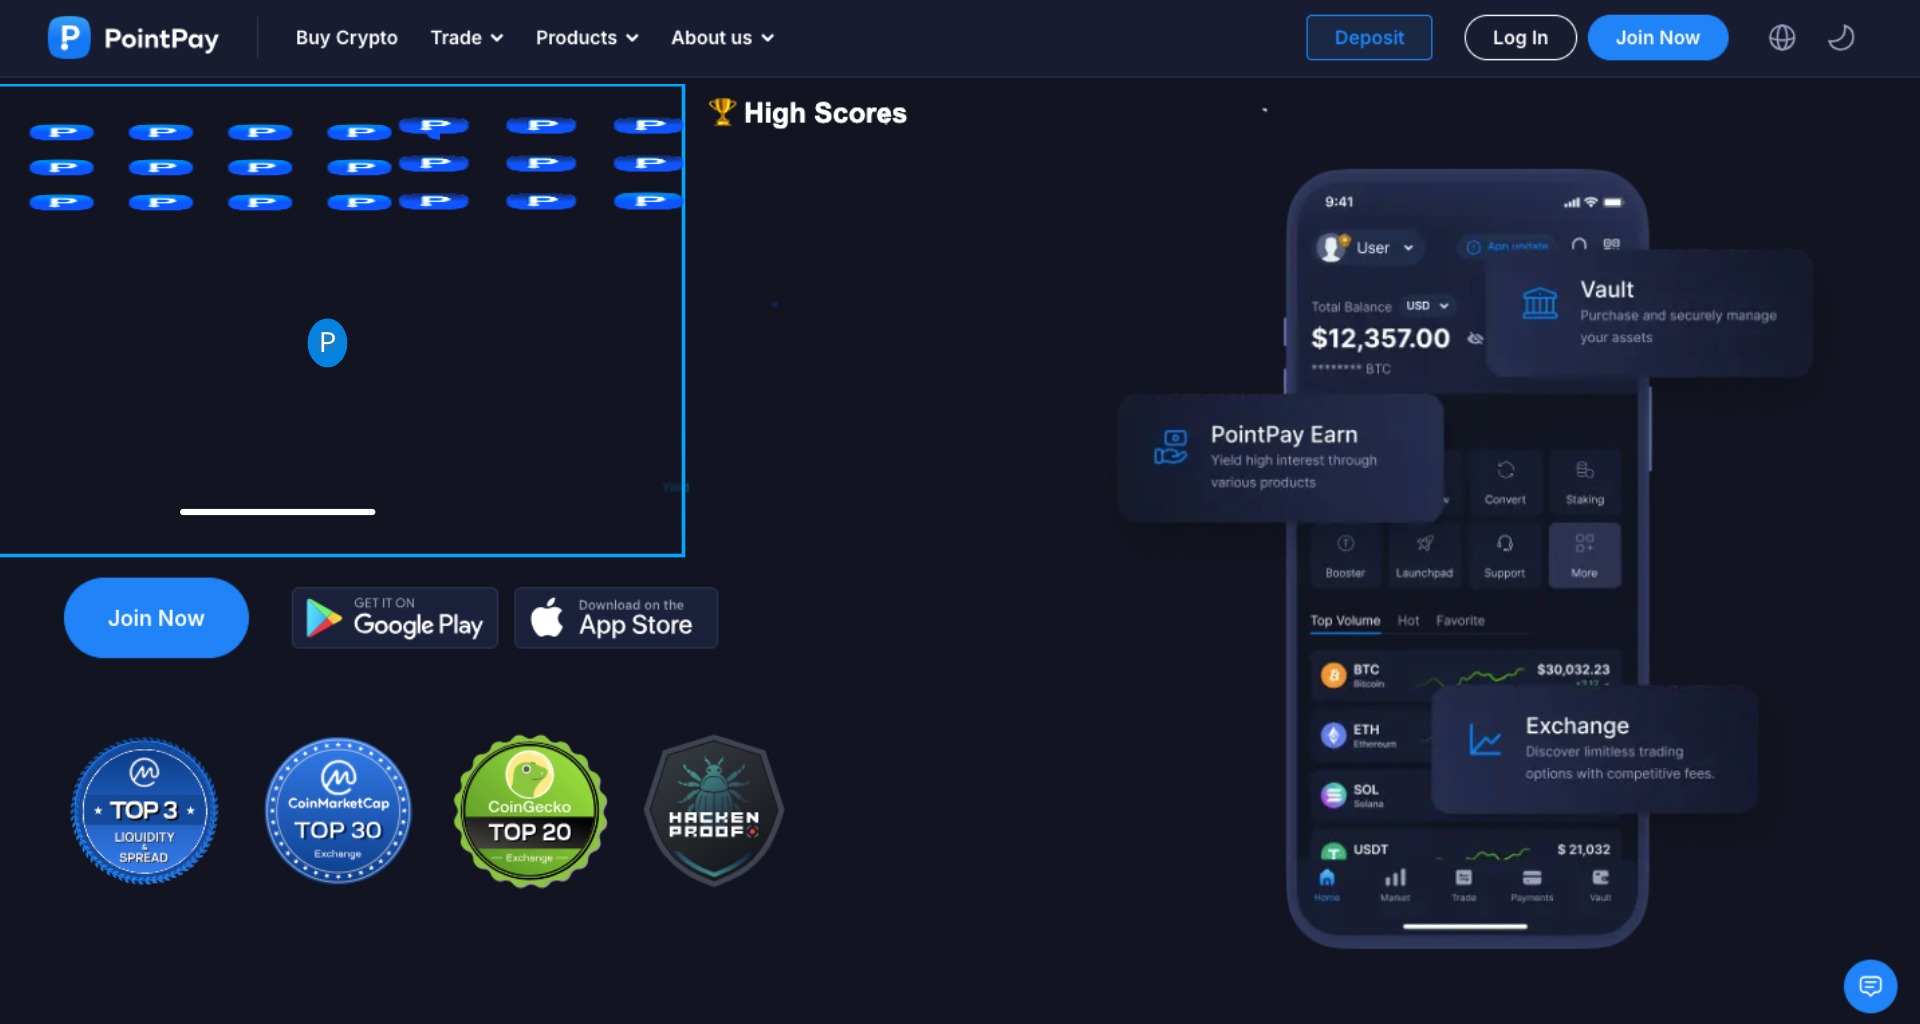 PointPay
Buy Crypto
Trade
Products
About us
Deposit
Log In
Join Now
P P P P P P P
P P P P P P P
P P P P P P P
P
🏆 High Scores
Yield
Join Now
GET IT ON
Google Play
Download on the
App Store
TOP 3
LIQUIDITY
&
SPREAD
CoinMarketCap
TOP 30
Exchange
CoinGecko
TOP 20
Exchange
HACKEN
PROOF
9:41
User
App update
Total Balance
USD
$12,357.00
******** BTC
Vault
Purchase and securely manage
your assets
PointPay Earn
Yield high interest through
various products
Convert
Staking
Booster
Launchpad
Support
More
Top Volume
Hot
Favorite
BTC
Bitcoin
$30,032.23
ETH
Ethereum
Exchange
Discover limitless trading
options with competitive fees.
SOL
Solana
USDT
$ 21,032
Home
Market
Trade
Payments
Vault